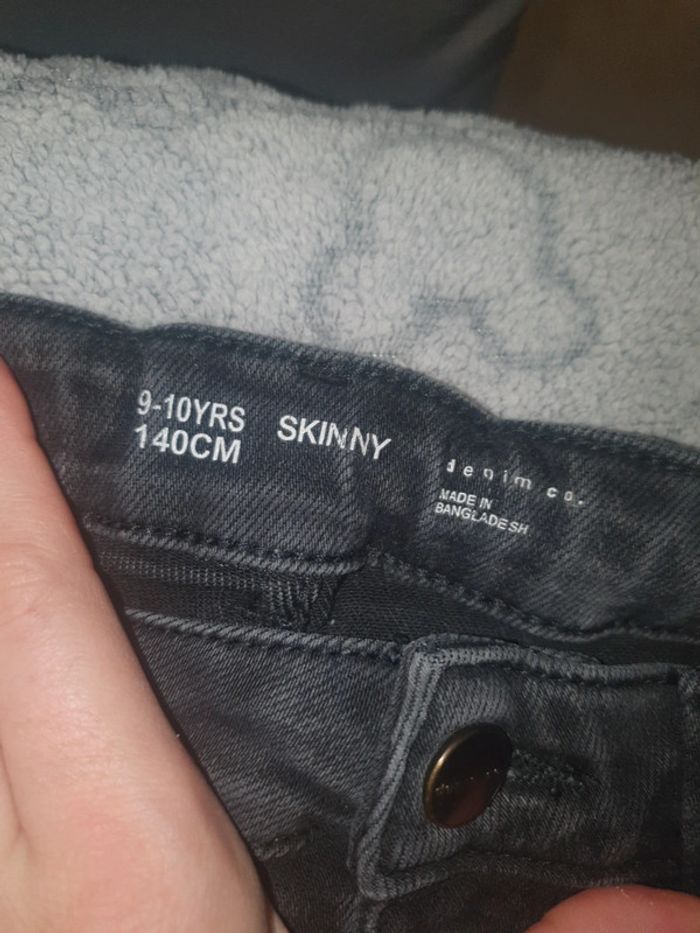 9-10YRS
140CM
SKINNY
denim co.
MADE IN
BANGLADESH